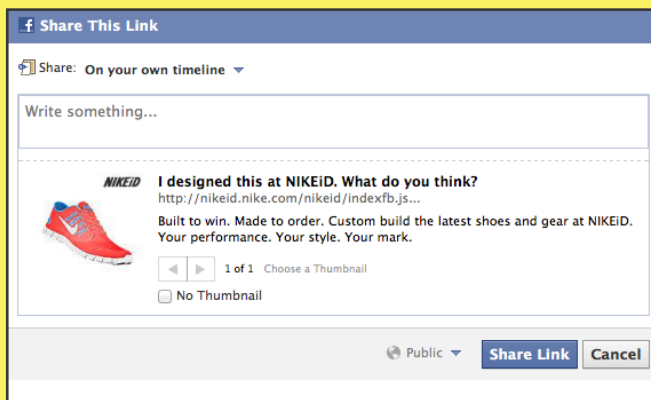 Share This Link
Share: On your own timeline
Write something...
NIKEiD
I designed this at NIKEiD. What do you think?
http://nikeid.nike.com/nikeid/indexfb.js...
Built to win. Made to order. Custom build the latest shoes and gear at NIKEiD.
Your performance. Your style. Your mark.
1 of 1 Choose a Thumbnail
No Thumbnail
Public Share Link Cancel